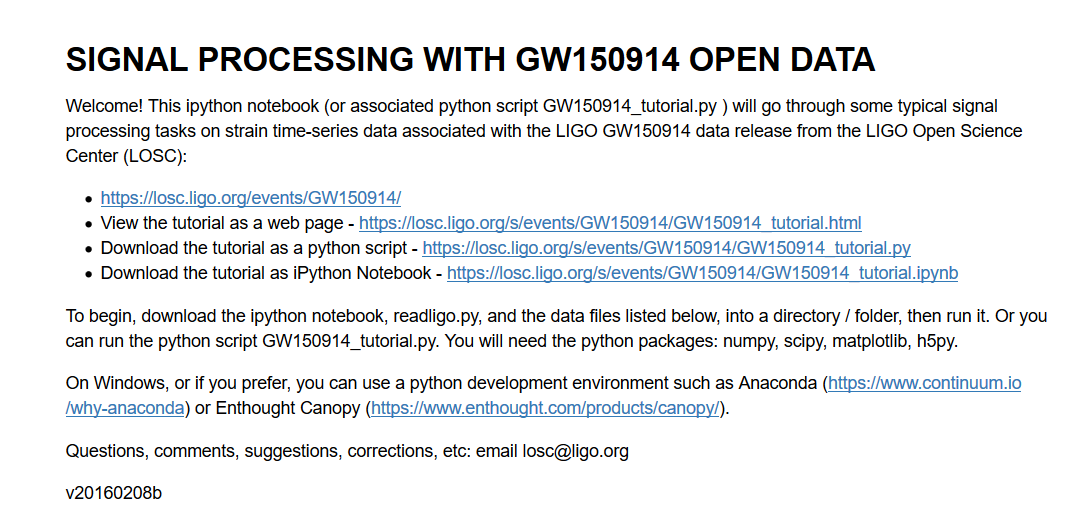 SIGNAL PROCESSING WITH GW150914 OPEN DATA
Welcome! This ipython notebook (or associated python script GW150914_tutorial.py ) will go through some typical signal
processing tasks on strain time-series data associated with the LIGO GW150914 data release from the LIGO Open Science
Center (LOSC):
• https://losc.ligo.org/events/GW150914/
• View the tutorial as a web page - https://losc.ligo.org/s/events/GW150914/GW150914_tutorial.html
• Download the tutorial as a python script - https://losc.ligo.org/s/events/GW150914/GW150914_tutorial.py
• Download the tutorial as iPython Notebook - https://losc.ligo.org/s/events/GW150914/GW150914_tutorial.ipynb
To begin, download the ipython notebook, readligo.py, and the data files listed below, into a directory / folder, then run it. Or you
can run the python script GW150914_tutorial.py. You will need the python packages: numpy, scipy, matplotlib, h5py.
On Windows, or if you prefer, you can use a python development environment such as Anaconda (https://www.continuum.io
/why-anaconda) or Enthought Canopy (https://www.enthought.com/products/canopy/).
Questions, comments, suggestions, corrections, etc: email losc@ligo.org
v20160208b